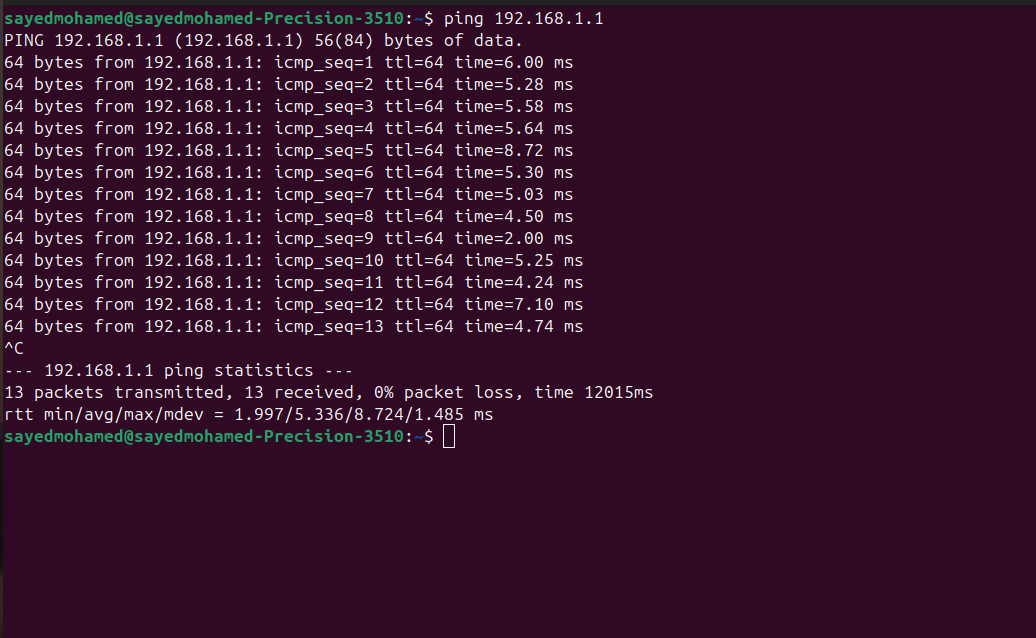 sayedmohamed@sayedmohamed-Precision-3510:~$ ping 192.168.1.1
PING 192.168.1.1 (192.168.1.1) 56(84) bytes of data.
64 bytes from 192.168.1.1: icmp_seq=1 ttl=64 time=6.00 ms
64 bytes from 192.168.1.1: icmp_seq=2 ttl=64 time=5.28 ms
64 bytes from 192.168.1.1: icmp_seq=3 ttl=64 time=5.58 ms
64 bytes from 192.168.1.1: icmp_seq=4 ttl=64 time=5.64 ms
64 bytes from 192.168.1.1: icmp_seq=5 ttl=64 time=8.72 ms
64 bytes from 192.168.1.1: icmp_seq=6 ttl=64 time=5.30 ms
64 bytes from 192.168.1.1: icmp_seq=7 ttl=64 time=5.03 ms
64 bytes from 192.168.1.1: icmp_seq=8 ttl=64 time=4.50 ms
64 bytes from 192.168.1.1: icmp_seq=9 ttl=64 time=2.00 ms
64 bytes from 192.168.1.1: icmp_seq=10 ttl=64 time=5.25 ms
64 bytes from 192.168.1.1: icmp_seq=11 ttl=64 time=4.24 ms
64 bytes from 192.168.1.1: icmp_seq=12 ttl=64 time=7.10 ms
64 bytes from 192.168.1.1: icmp_seq=13 ttl=64 time=4.74 ms
^C
--- 192.168.1.1 ping statistics ---
13 packets transmitted, 13 received, 0% packet loss, time 12015ms
rtt min/avg/max/mdev = 1.997/5.336/8.724/1.485 ms
sayedmohamed@sayedmohamed-Precision-3510:~$